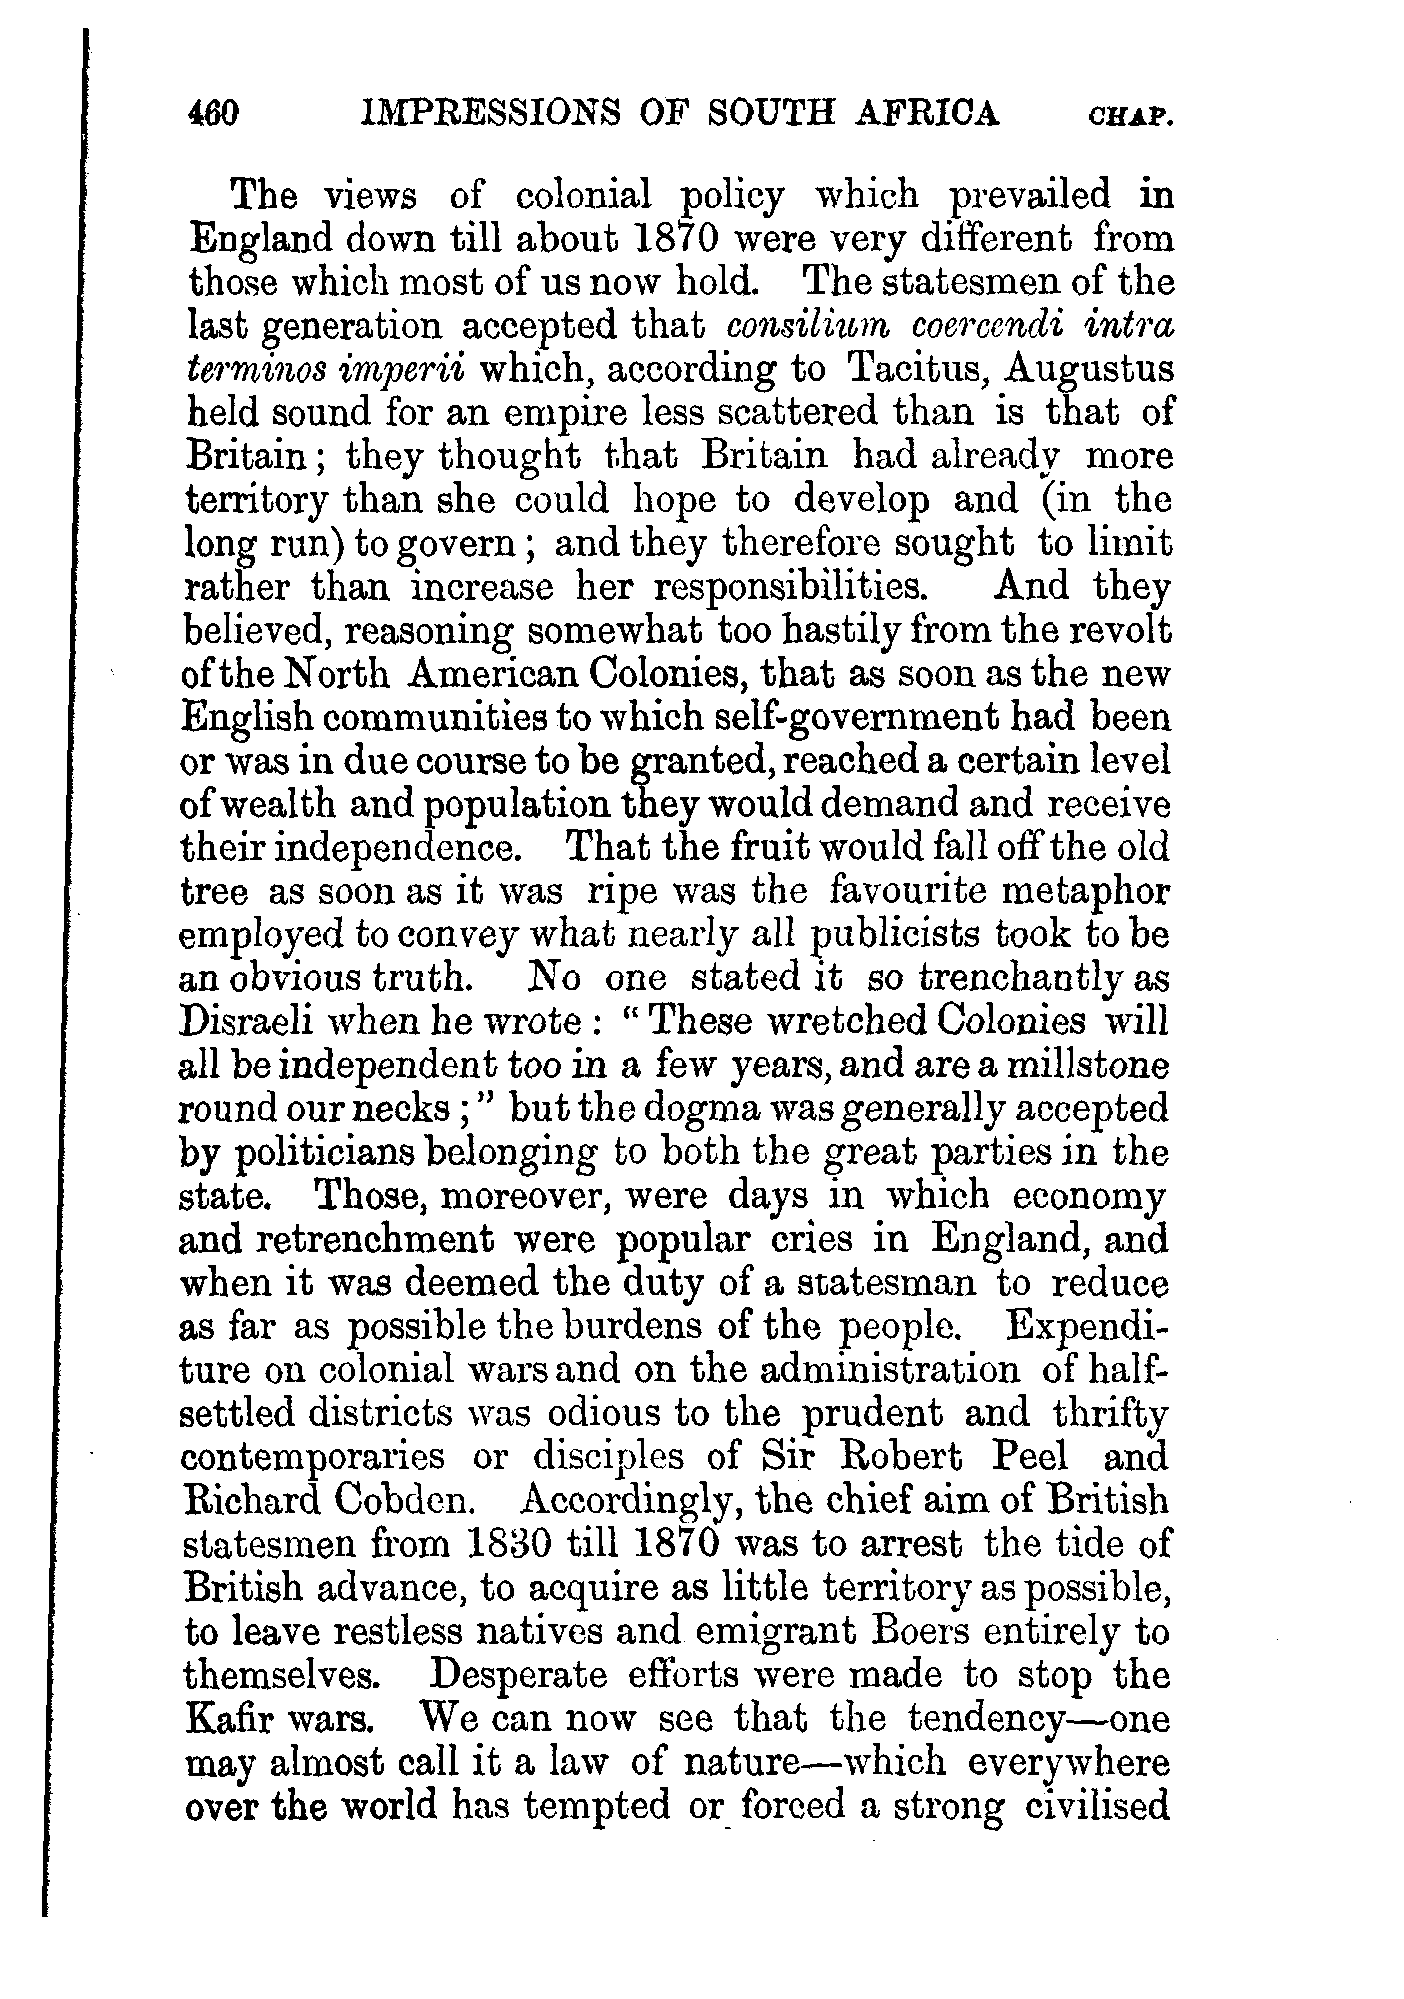 460 IMPRESSIONS OF SOUTH AFRICA CHAP.
The views of colonial policy which prevailed in
England down till about 1870 were very different from
those which most of us now hold. The statesmen of the
last generation accepted that consilium coercendi intra
terminos imperii which, according to Tacitus, Augustus
held sound for an empire less scattered than is that of
Britain; they thought that Britain had already more
territory than she could hope to develop and (in the
long run) to govern; and they therefore sought to limit
rather than increase her responsibilities. And they
believed, reasoning somewhat too hastily from the revolt
of the North American Colonies, that as soon as the new
English communities to which self-government had been
or was in due course to be granted, reached a certain level
of wealth and population they would demand and receive
their independence. That the fruit would fall off the old
tree as soon as it was ripe was the favourite metaphor
employed to convey what nearly all publicists took to be
an obvious truth. No one stated it so trenchantly as
Disraeli when he wrote: "These wretched Colonies will
all be independent too in a few years, and are a millstone
round our necks;" but the dogma was generally accepted
by politicians belonging to both the great parties in the
state. Those, moreover, were days in which economy
and retrenchment were popular cries in England, and
when it was deemed the duty of a statesman to reduce
as far as possible the burdens of the people. Expendi-
ture on colonial wars and on the administration of half-
settled districts was odious to the prudent and thrifty
contemporaries or disciples of Sir Robert Peel and
Richard Cobden. Accordingly, the chief aim of British
statesmen from 1830 till 1870 was to arrest the tide of
British advance, to acquire as little territory as possible,
to leave restless natives and emigrant Boers entirely to
themselves. Desperate efforts were made to stop the
Kafir wars. We can now see that the tendency—one
may almost call it a law of nature—which everywhere
over the world has tempted or forced a strong civilised